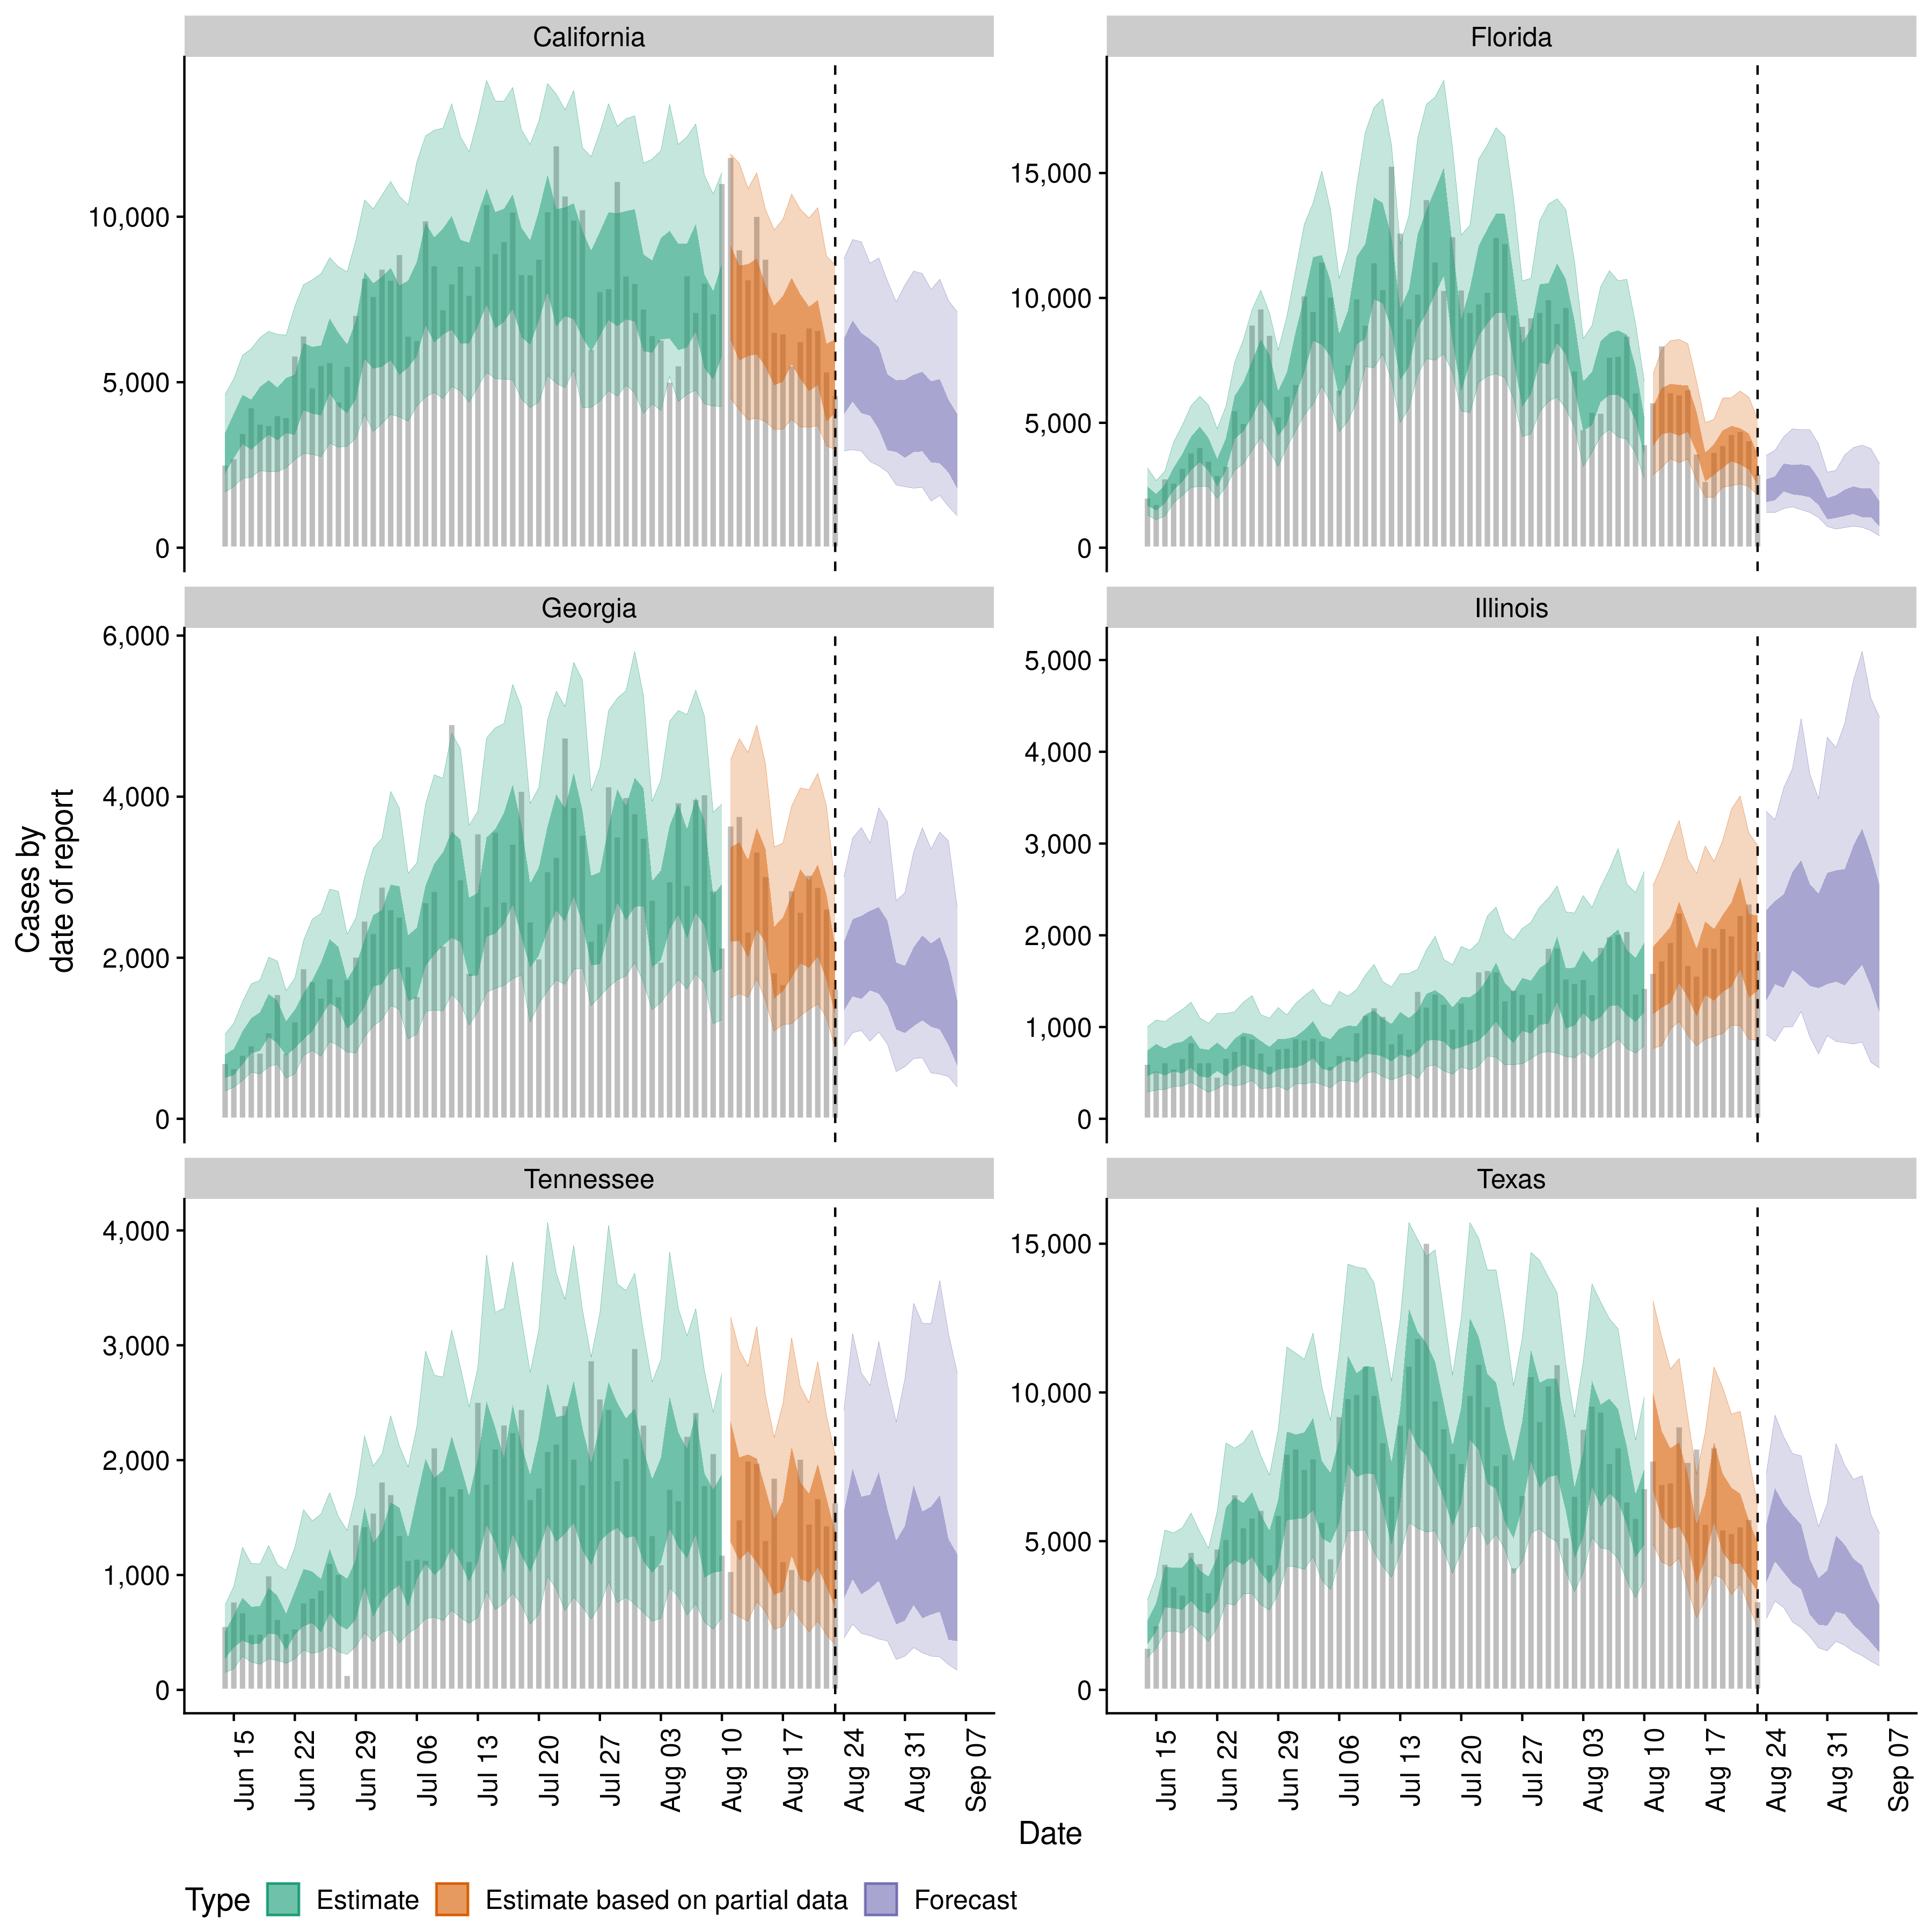 California
Florida
10,000
5,000
0
15,000
10,000
5,000
0
Georgia
Illinois
6,000
4,000
2,000
0
5,000
4,000
3,000
2,000
1,000
0
Cases by
date of report
Tennessee
Texas
4,000
3,000
2,000
1,000
0
15,000
10,000
5,000
0
Jun 15
Jun 22
Jun 29
Jul 06
Jul 13
Jul 20
Jul 27
Aug 03
Aug 10
Aug 17
Aug 24
Aug 31
Sep 07
Jun 15
Jun 22
Jun 29
Jul 06
Jul 13
Jul 20
Jul 27
Aug 03
Aug 10
Aug 17
Aug 24
Aug 31
Sep 07
Date
Type Estimate Estimate based on partial data Forecast